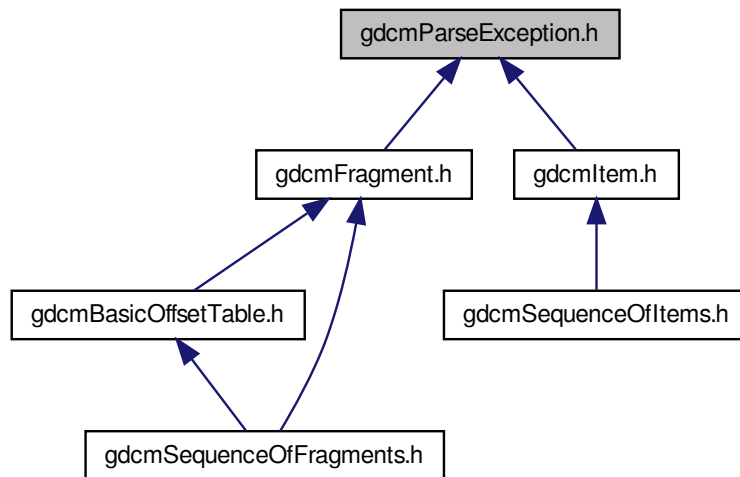 gdcmParseException.h
gdcmFragment.h
gdcmItem.h
gdcmBasicOffsetTable.h
gdcmSequenceOfItems.h
gdcmSequenceOfFragments.h